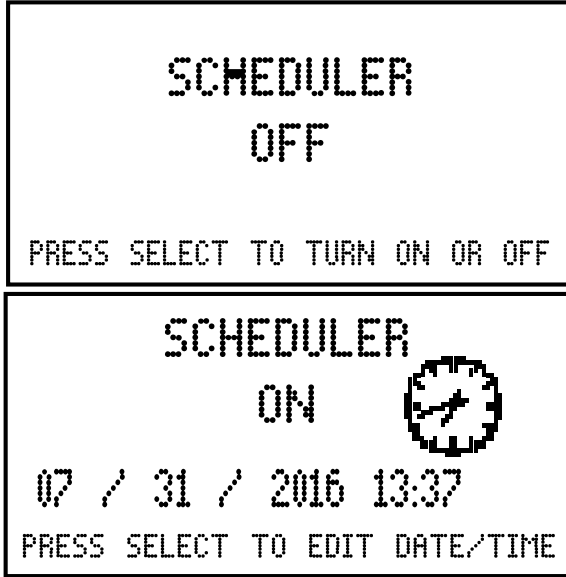 SCHEDULER
OFF
PRESS SELECT TO TURN ON OR OFF
SCHEDULER
ON
07 / 31 / 2016 13:37
PRESS SELECT TO EDIT DATE/TIME